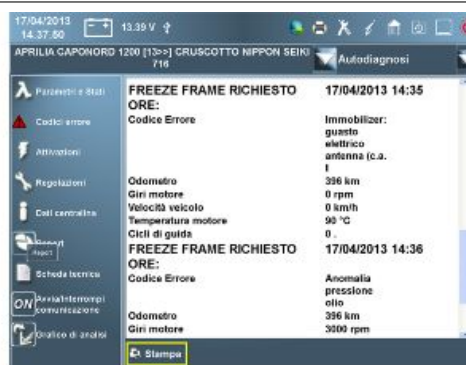 17/04/2013
14.37.50
13.39 V
APRILIA CAPONORD 1200 [13>>] CRUSCOTTO NIPPON SEIKI
716
Autodiagnosi
Parametri e Stati
Codici errore
Attivazioni
Regolazioni
Dati centralina
Report
Report
Scheda tecnica
ON
Avvia/Interrompi
comunicazione
Grafico di analisi
FREEZE FRAME RICHIESTO 17/04/2013 14:35
ORE:
Codice Errore Immobilizer:
guasto
elettrico
antenna (c.a.
Odometro 396 km
Giri motore 0 rpm
Velocità veicolo 0 km/h
Temperatura motore 90 °C
Cicli di guida 0 .
FREEZE FRAME RICHIESTO 17/04/2013 14:36
ORE:
Codice Errore Anomalia
pressione
olio
Odometro 396 km
Giri motore 3000 rpm
Stampa